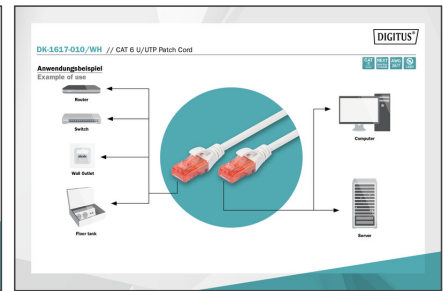 DIGITUS®
DK-1617-010/WH // CAT 6 U/UTP Patch Cord
Anwendungsbeispiel
Example of use
Router
Switch
Wall Outlet
Floor tank
Computer
Server